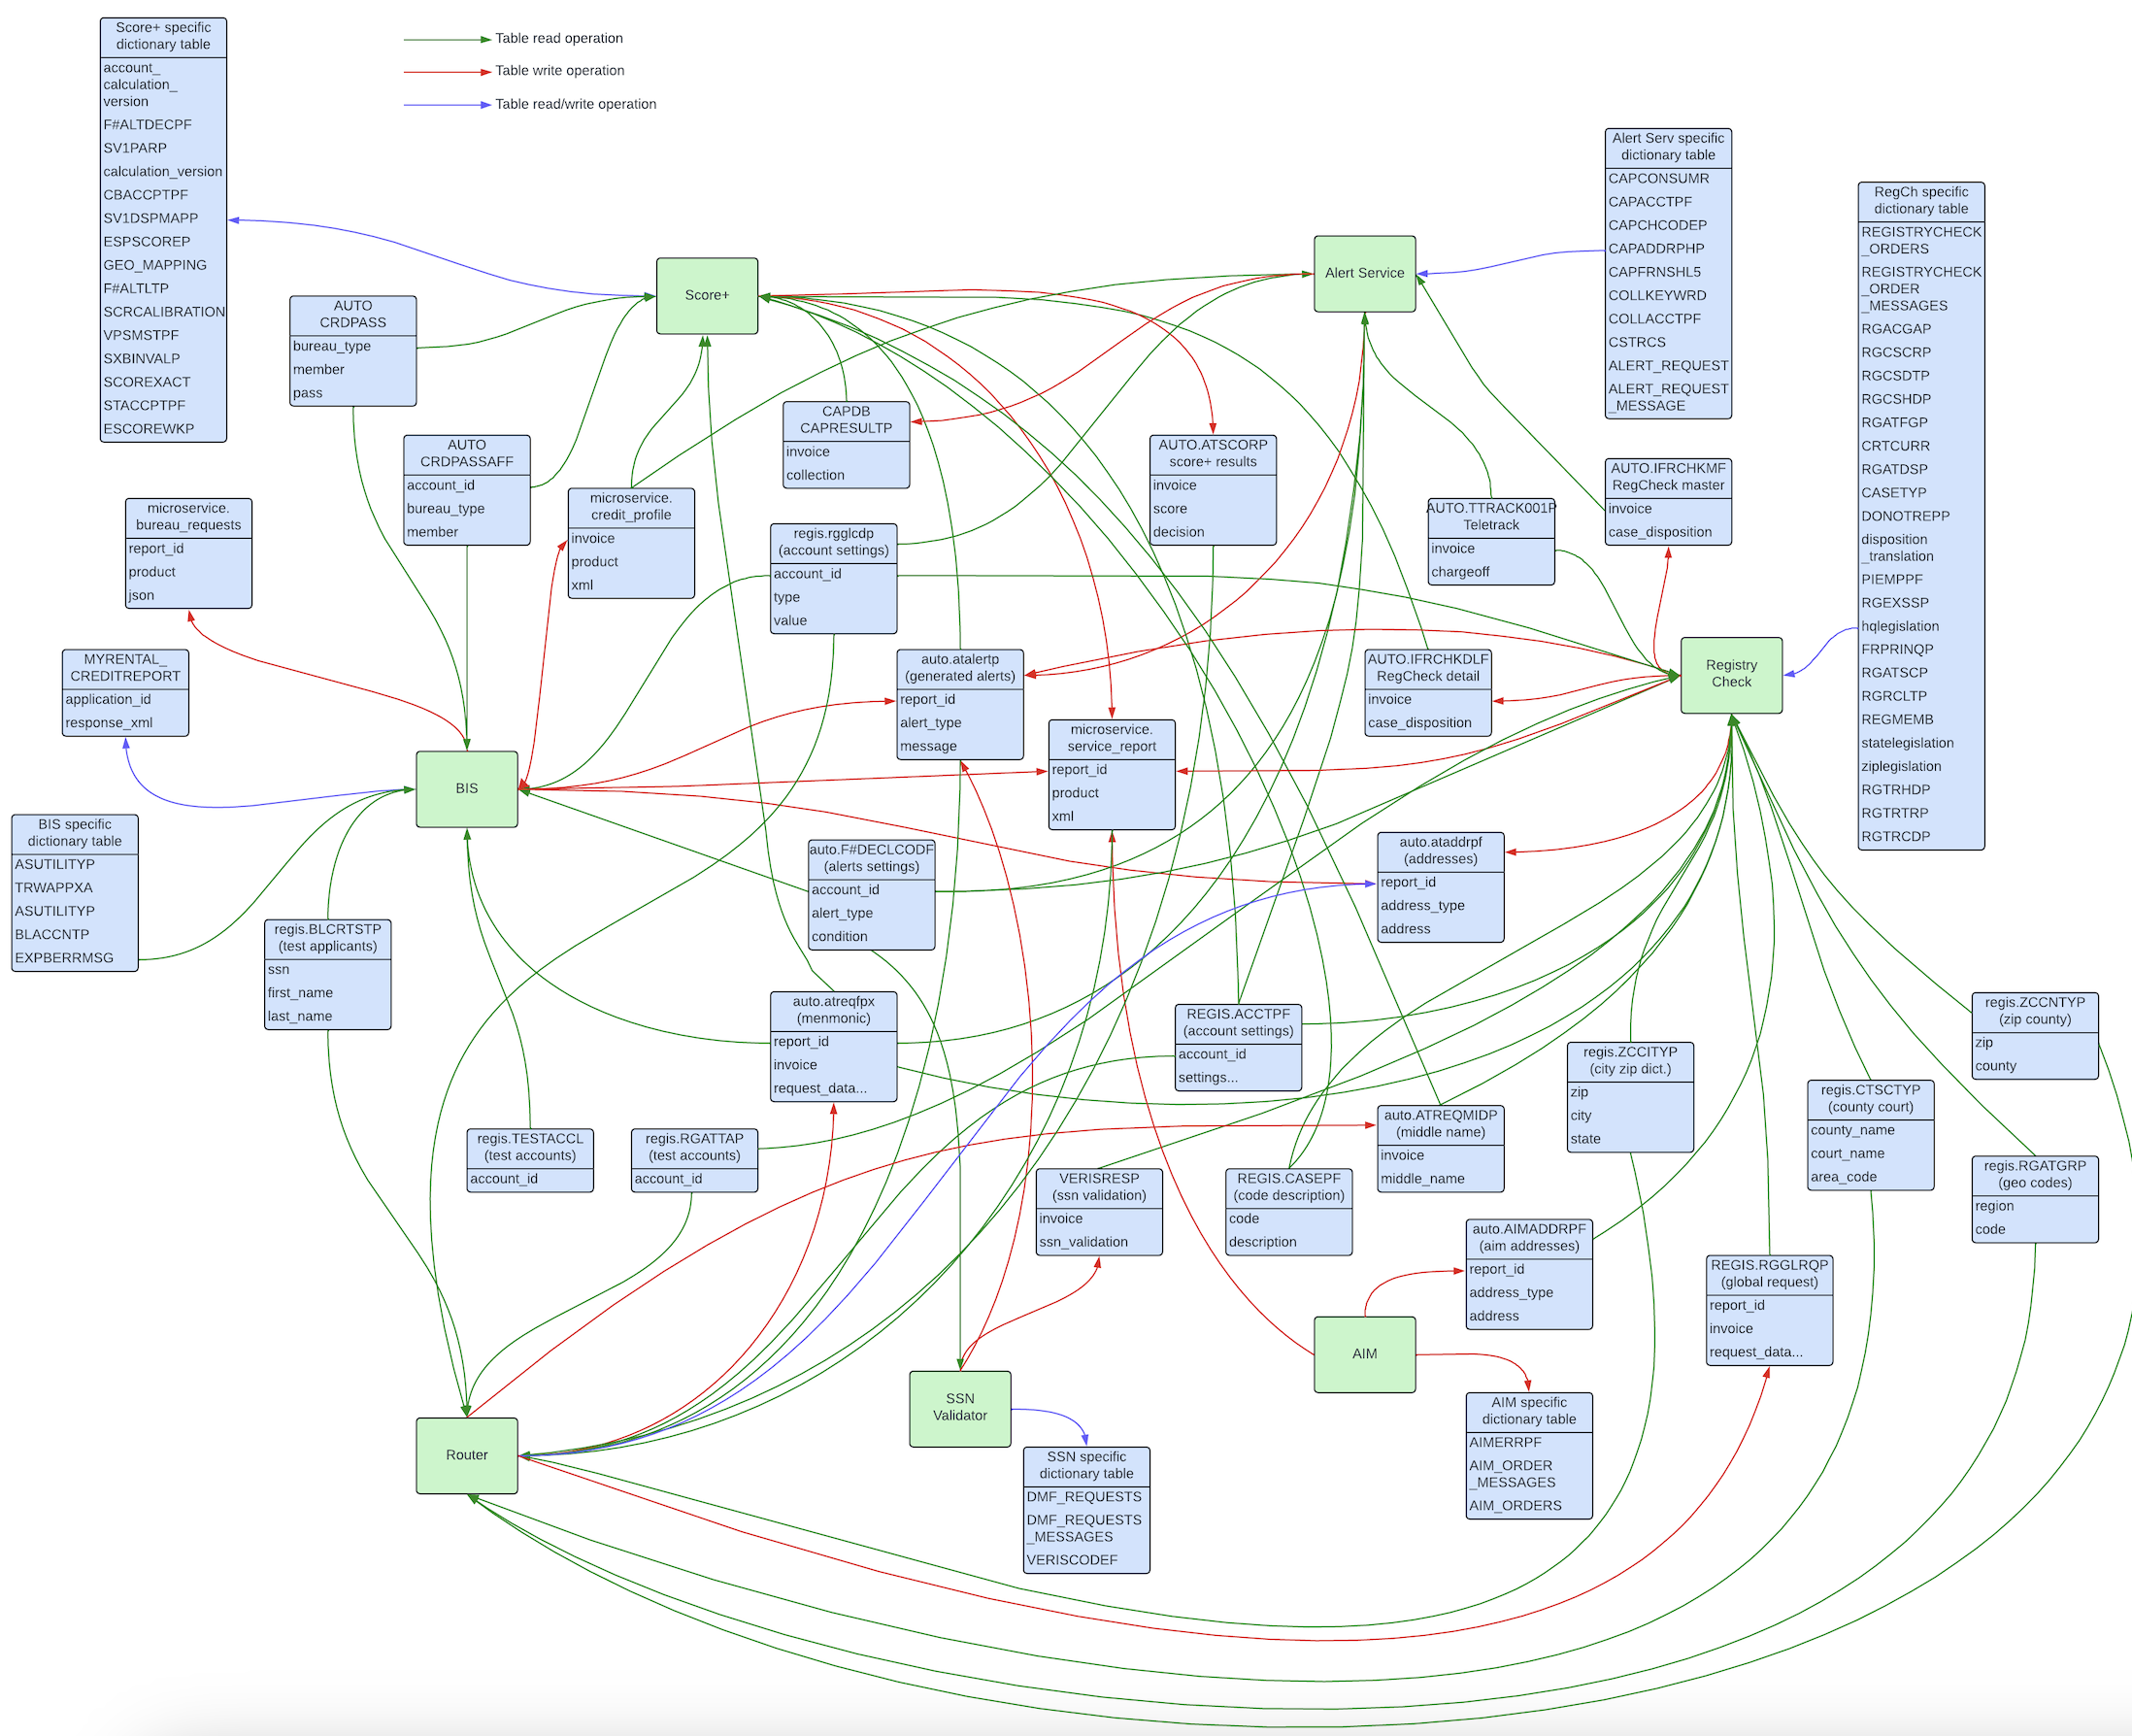 Score+ specific
dictionary table
account_
calculation_
version
F#ALTDECPF
SV1PARP
calculation_version
CBACCPTPF
SV1DSPMAPP
ESPSCOREP
GEO_MAPPING
F#ALTLTP
SCRCALIBRATION
VPSMSTPF
SXBINVALP
SCOREXACT
STACCPTPF
ESCOREWKP
Table read operation
Table write operation
Table read/write operation
Alert Serv specific
dictionary table
CAPCONSUMR
CAPACCTPF
CAPCHCODEP
CAPADDRPHP
CAPFRNSHL5
COLLKEYWRD
COLLACCTPF
CSTRCS
ALERT_REQUEST
ALERT_REQUEST
_MESSAGE
RegCh specific
dictionary table
REGISTRYCHECK
_ORDERS
REGISTRYCHECK
_ORDER
_MESSAGES
RGACGAP
RGCSCRP
RGCSDTP
RGCSHDP
RGATFGP
CRTCURR
RGATDSP
CASETYP
DONOTREPP
disposition
_translation
PIEMPPF
RGEXSSP
hqlegislation
FRPRINQP
RGATSCP
RGRCLTP
REGMEMB
statelegislation
ziplegislation
RGTRHDP
RGTRTRP
RGTRCDP
Score+
Alert Service
AUTO
CRDPASS
bureau_type
member
pass
AUTO
CRDPASSAFF
account_id
bureau_type
member
microservice.
credit_profile
invoice
product
xml
CAPDB
CAPRESULTP
invoice
collection
AUTO.ATSCORP
score+ results
invoice
score
decision
AUTO.TTRACK001P
Teletrack
invoice
chargeoff
AUTO.IFRCHKMF
RegCheck master
invoice
case_disposition
microservice.
bureau_requests
report_id
product
json
regis.rgglcdp
(account settings)
account_id
type
value
MYRENTAL_
CREDITREPORT
application_id
response_xml
auto.atalertp
(generated alerts)
report_id
alert_type
message
AUTO.IFRCHKDLF
RegCheck detail
invoice
case_disposition
Registry
Check
microservice.
service_report
report_id
product
xml
BIS
BIS specific
dictionary table
ASUTILITYP
TRWAPPXA
ASUTILITYP
BLACCNTP
EXPBERRMSG
auto.F#DECLCODF
(alerts settings)
account_id
alert_type
condition
auto.ataddrpf
(addresses)
report_id
address_type
address
regis.BLCRTSTP
(test applicants)
ssn
first_name
last_name
auto.atreqfpx
(menmonic)
report_id
invoice
request_data...
REGIS.ACCTPF
(account settings)
account_id
settings...
regis.ZCCITYP
(city zip dict.)
zip
city
state
regis.ZCCNTYP
(zip county)
zip
county
regis.CTSCTYP
(county court)
county_name
court_name
area_code
regis.TESTACCL
(test accounts)
account_id
regis.RGATTAP
(test accounts)
account_id
auto.ATREQMIDP
(middle name)
invoice
middle_name
VERISRESP
(ssn validation)
invoice
ssn_validation
REGIS.CASEPF
(code description)
code
description
regis.RGATGRP
(geo codes)
region
code
auto.AIMADDRPF
(aim addresses)
report_id
address_type
address
REGIS.RGGLRQP
(global request)
report_id
invoice
request_data...
AIM
SSN
Validator
Router
AIM specific
dictionary table
AIMERRPF
AIM_ORDER
_MESSAGES
AIM_ORDERS
SSN specific
dictionary table
DMF_REQUESTS
DMF_REQUESTS
_MESSAGES
VERISCODEF